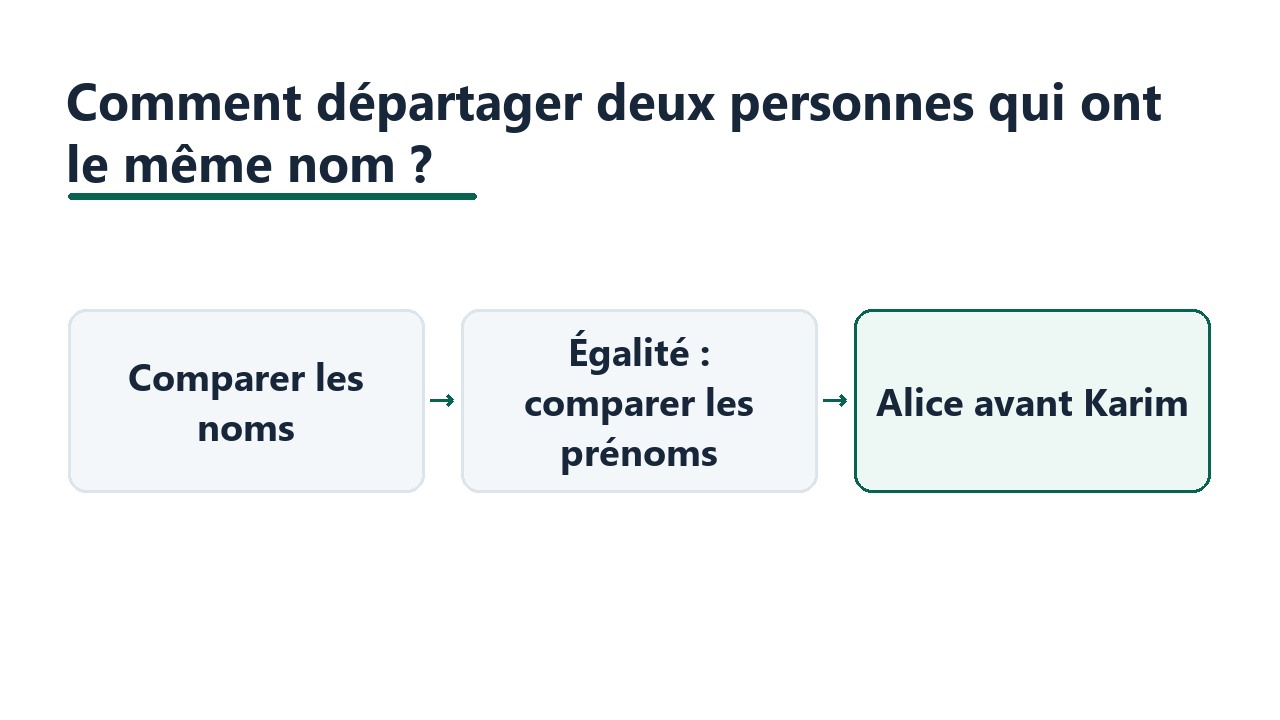 Comment départager deux personnes qui ont
le même nom ?
Comparer les
noms
→
Égalité :
comparer les
prénoms
→
Alice avant Karim